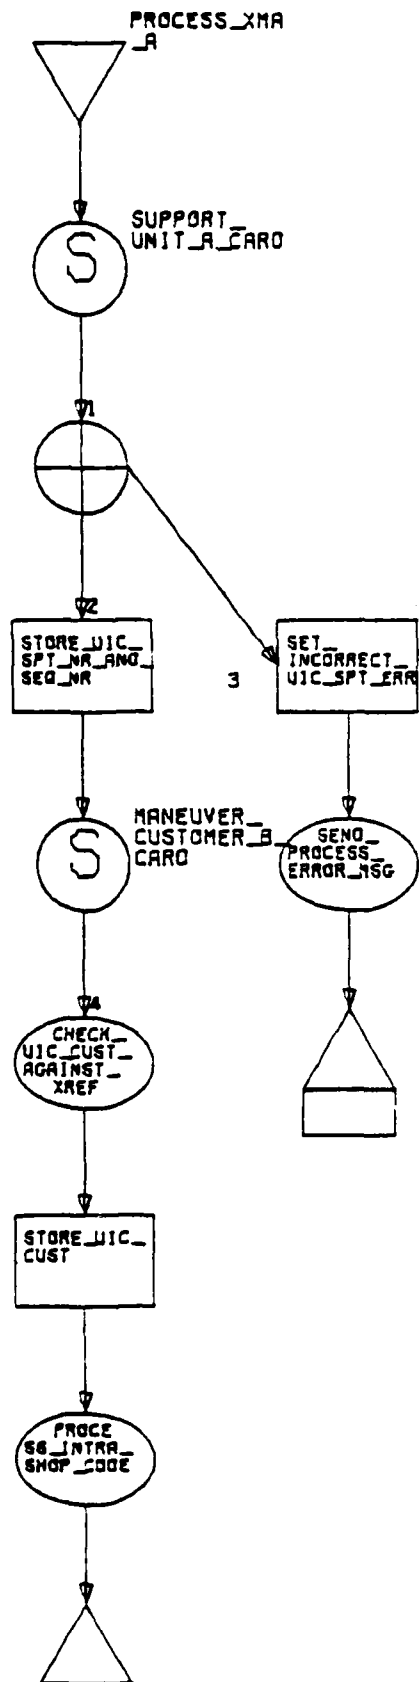 PROCESS_XMA
_A
SUPPORT_
UNIT_A_CARD
S
1
2
STORE_UIC_
SPT_NR_AND_
SEQ_NR
3
SET_
INCORRECT_
UIC_SPT_ERR
MANEUVER_
CUSTOMER_B_
CARD
S
SEND_
PROCESS_
ERROR_MSG
4
CHECK_
UIC_CUST_
AGAINST_
XREF
STORE_UIC_
CUST
PROCE
SS_INTRA_
SHOP_CODE